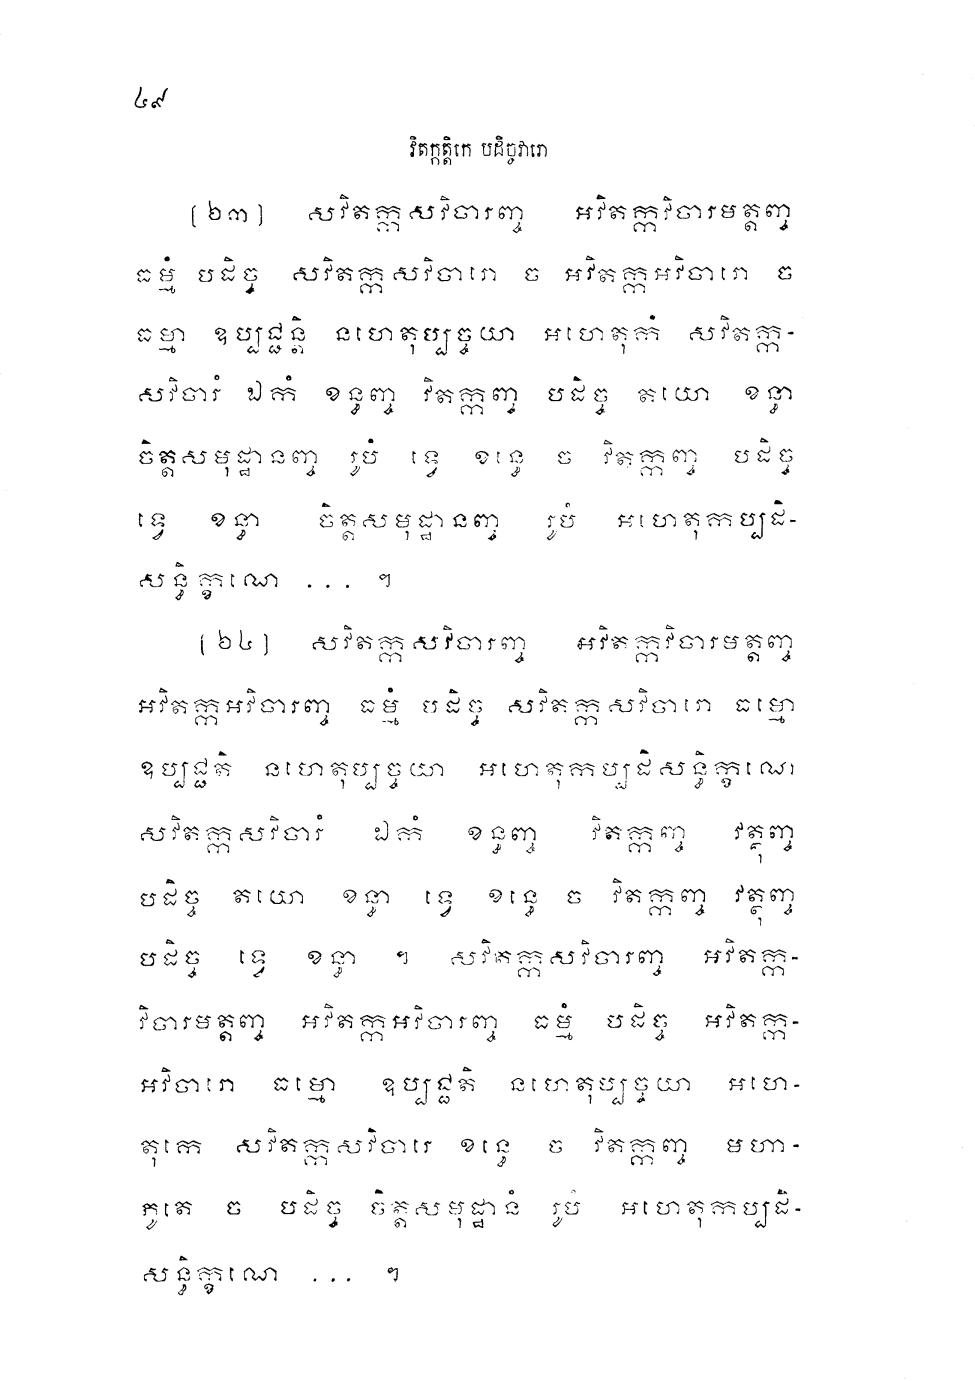 ៤៩
វិតក្កត្តិកេ បដិច្ចវារោ
[២៣] សវិតក្កសវិចារញ្ច អវិតក្កវិចារមត្តញ្ច
ធម្មំ បដិច្ច សវិតក្កសវិចារោ ច អវិតក្កអវិចារោ ច
ធម្មា ឧប្បជ្ជន្តិ នហេតុប្បច្ចយា អហេតុកំ សវិតក្ក-
សវិចារំ ឯកំ ខន្ធញ្ច វិតក្កញ្ច បដិច្ច តយោ ខន្ធា
ចិត្តសមុដ្ឋានញ្ច រូបំ ទ្វេ ខន្ធេ ច វិតក្កញ្ច បដិច្ច
ទ្វេ ខន្ធា ចិត្តសមុដ្ឋានញ្ច រូបំ អហេតុកប្បដិ-
សន្ធិក្ខណេ ... ។
[២៤] សវិតក្កសវិចារញ្ច អវិតក្កវិចារមត្តញ្ច
អវិតក្កអវិចារញ្ច ធម្មំ បដិច្ច សវិតក្កសវិចារោ ធម្មោ
ឧប្បជ្ជតិ នហេតុប្បច្ចយា អហេតុកប្បដិសន្ធិក្ខណេ
សវិតក្កសវិចារំ ឯកំ ខន្ធញ្ច វិតក្កញ្ច វត្ថុញ្ច
បដិច្ច តយោ ខន្ធា ទ្វេ ខន្ធេ ច វិតក្កញ្ច វត្ថុញ្ច
បដិច្ច ទ្វេ ខន្ធា ។ សវិតក្កសវិចារញ្ច អវិតក្ក-
វិចារមត្តញ្ច អវិតក្កអវិចារញ្ច ធម្មំ បដិច្ច អវិតក្ក-
អវិចារោ ធម្មោ ឧប្បជ្ជតិ នហេតុប្បច្ចយា អហេ-
តុកេ សវិតក្កសវិចារេ ខន្ធេ ច វិតក្កញ្ច មហា-
ភូតេ ច បដិច្ច ចិត្តសមុដ្ឋានំ រូបំ អហេតុកប្បដិ-
សន្ធិក្ខណេ ... ។